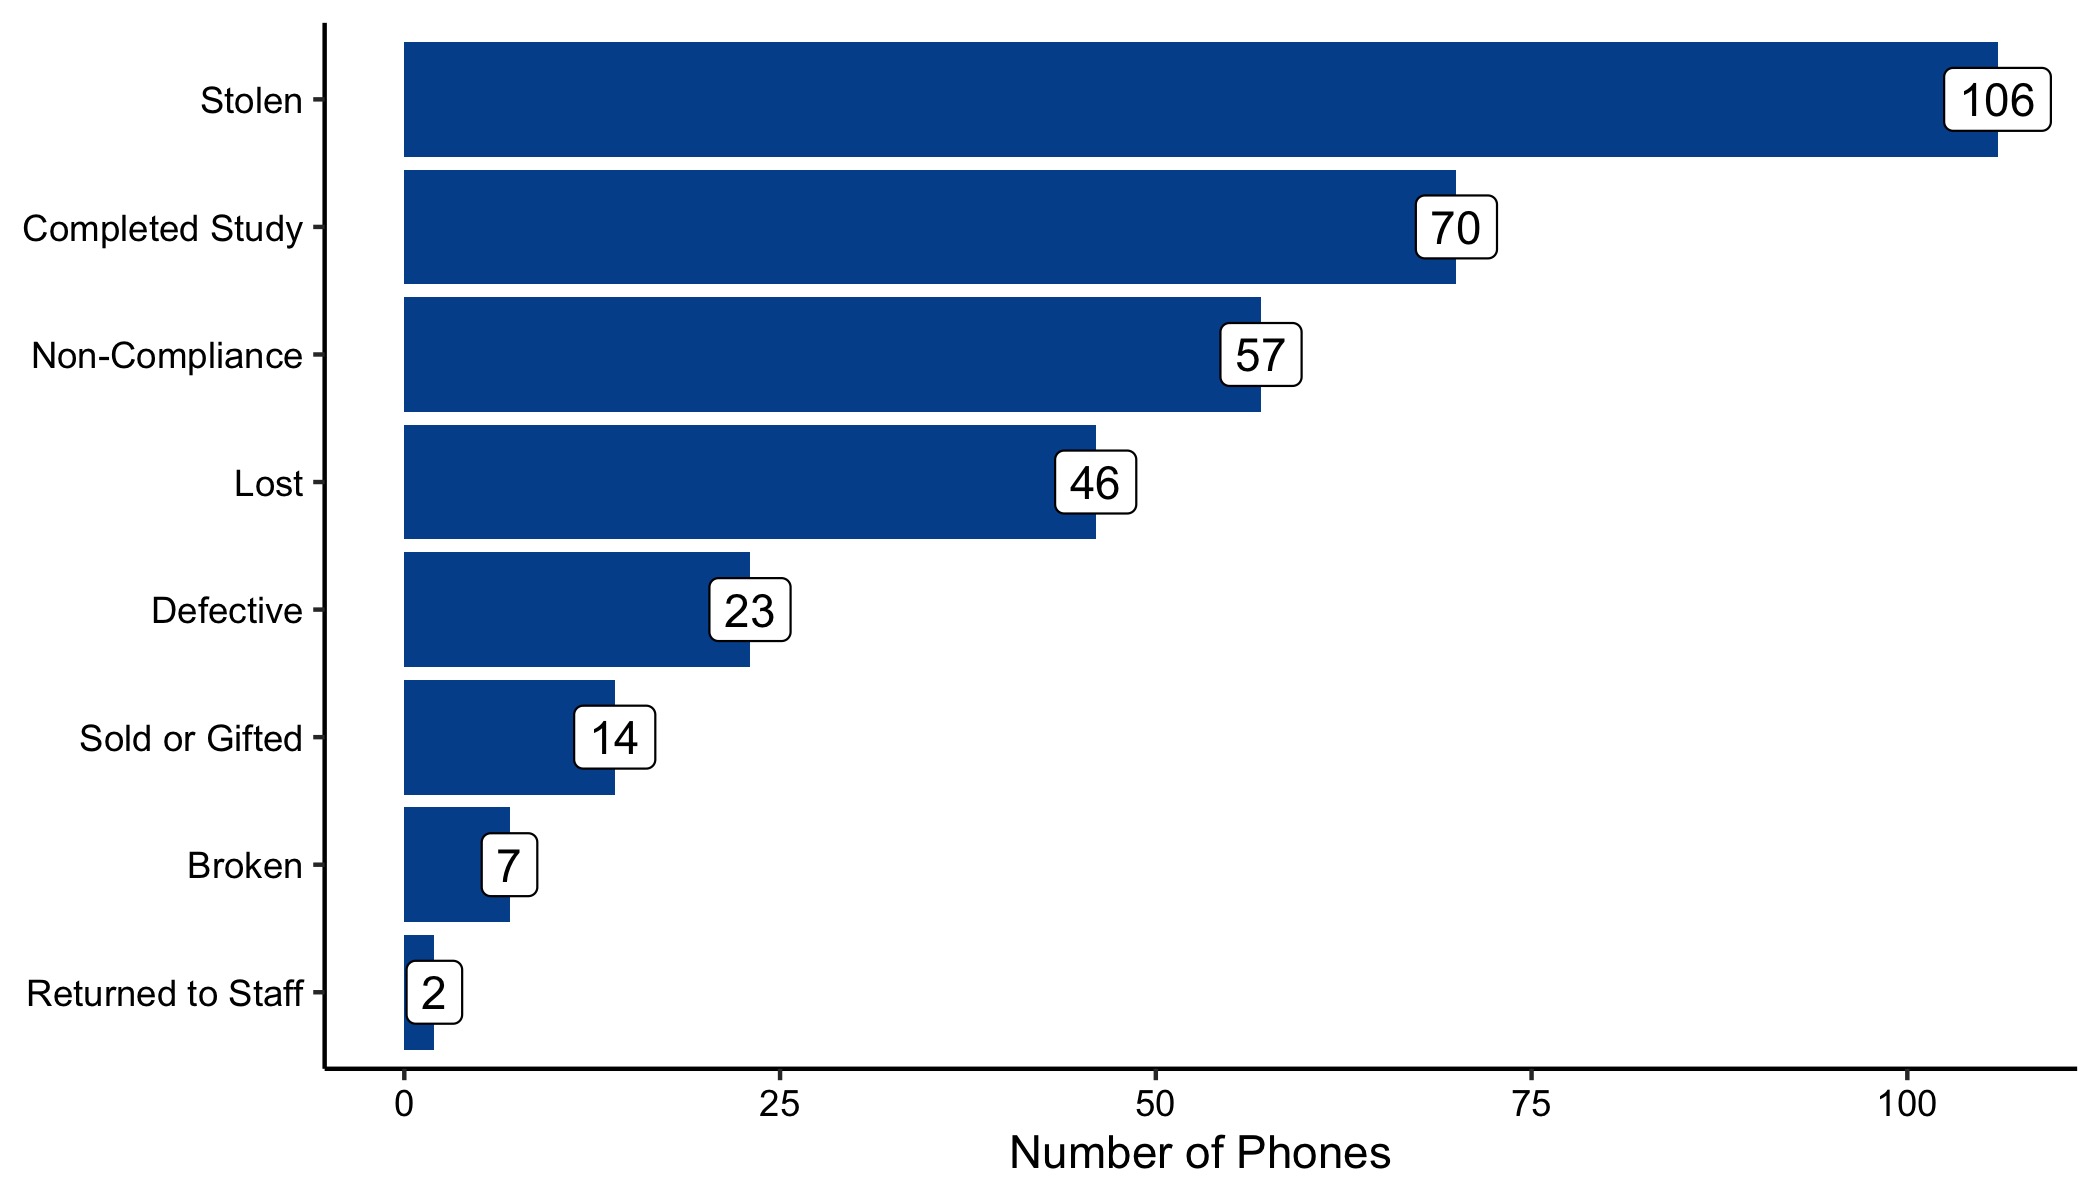 Stolen 106
Completed Study 70
Non-Compliance 57
Lost 46
Defective 23
Sold or Gifted 14
Broken 7
Returned to Staff 2
0 25 50 75 100
Number of Phones